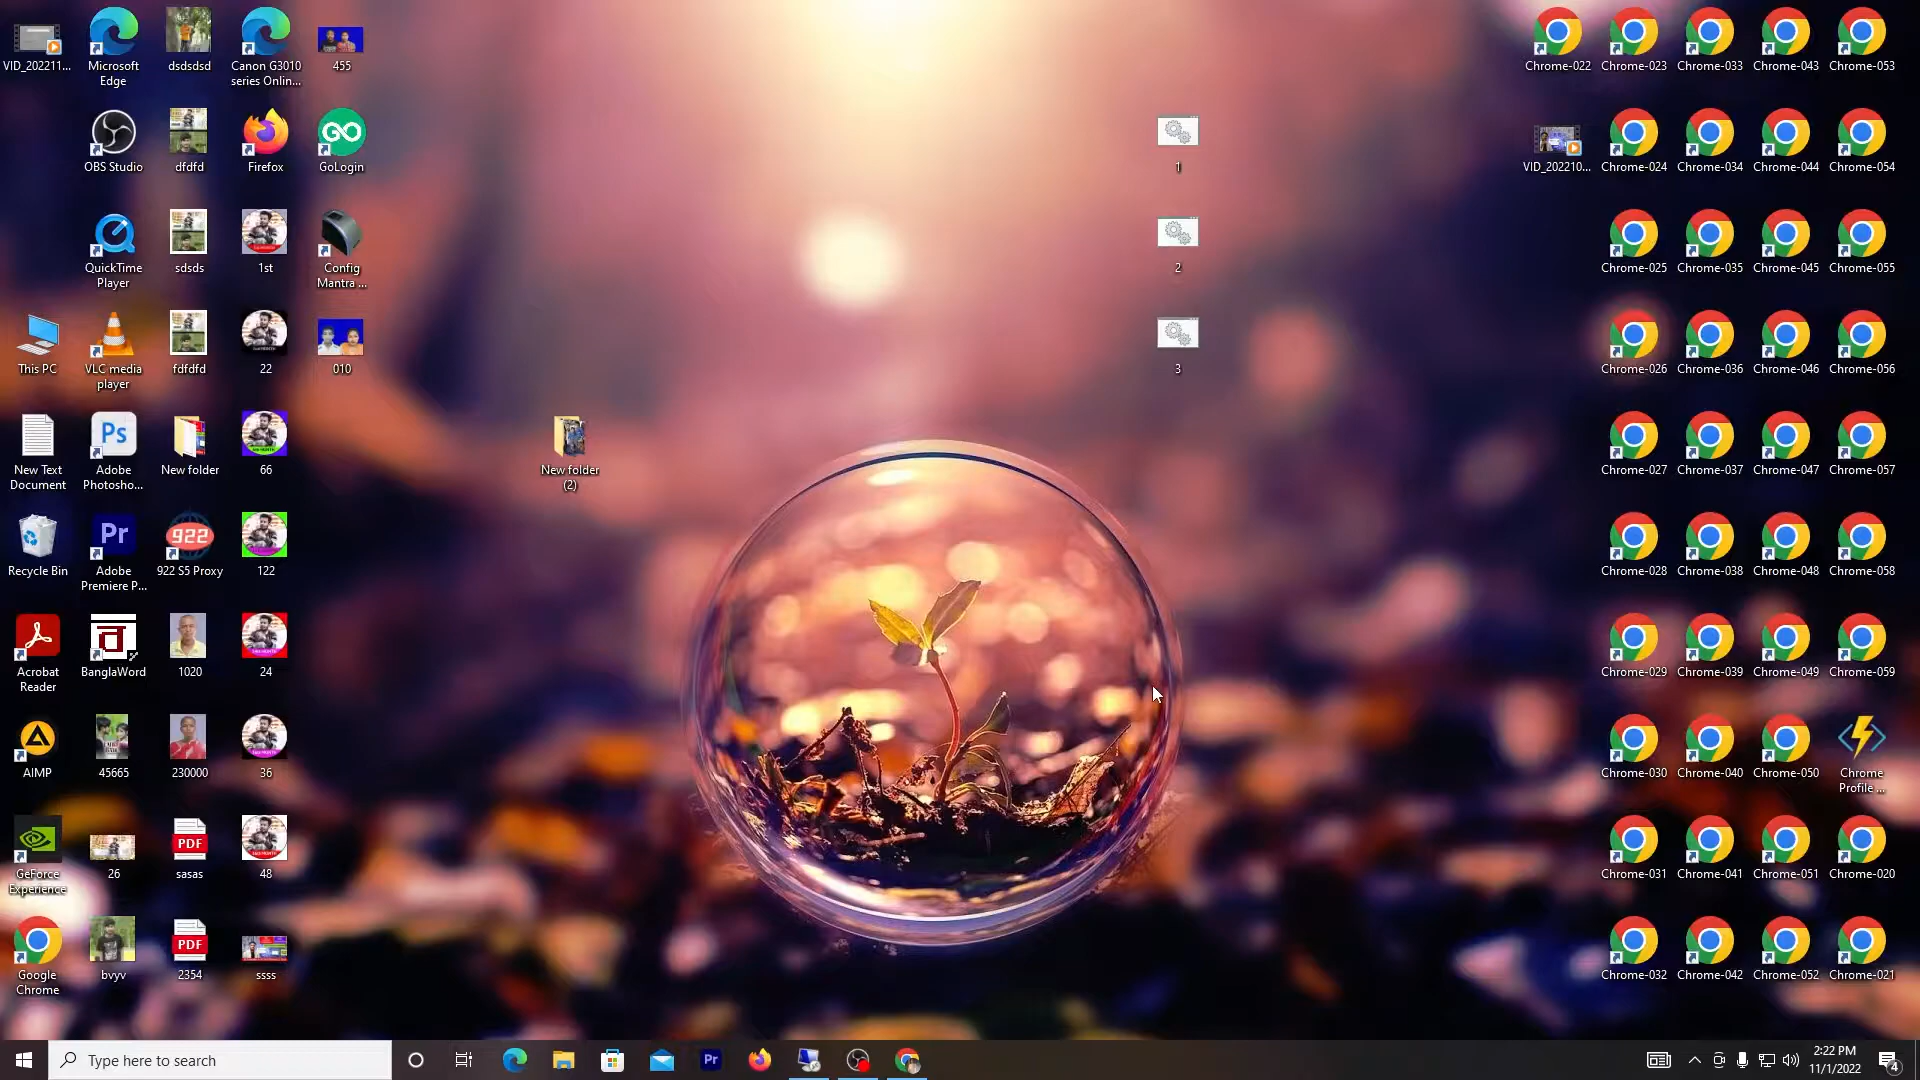 VID_202211...
Microsoft
Edge
dsdsdsd
Canon G3010
series Onlin...
455
Chrome-022
Chrome-023
Chrome-033
Chrome-043
Chrome-053
OBS Studio
dfdfd
Firefox
GO
GoLogin
1
VID_202210...
Chrome-024
Chrome-034
Chrome-044
Chrome-054
QuickTime
Player
sdsds
1st
Config
Mantra ...
2
Chrome-025
Chrome-035
Chrome-045
Chrome-055
This PC
VLC media
player
fdfdfd
22
010
3
Chrome-026
Chrome-036
Chrome-046
Chrome-056
New Text
Document
Ps
Adobe
Photosho...
New folder
66
New folder
(2)
Chrome-027
Chrome-037
Chrome-047
Chrome-057
Recycle Bin
Pr
Adobe
Premiere P...
922
922 S5 Proxy
122
Chrome-028
Chrome-038
Chrome-048
Chrome-058
Acrobat
Reader
BanglaWord
1020
24
Chrome-029
Chrome-039
Chrome-049
Chrome-059
AIMP
45665
230000
36
Chrome-030
Chrome-040
Chrome-050
Chrome
Profile ...
GeForce
Experience
26
PDF
sasas
48
Chrome-031
Chrome-041
Chrome-051
Chrome-020
Google
Chrome
bvyv
PDF
2354
ssss
Chrome-032
Chrome-042
Chrome-052
Chrome-021
Type here to search
Pr
2:22 PM
11/1/2022
4